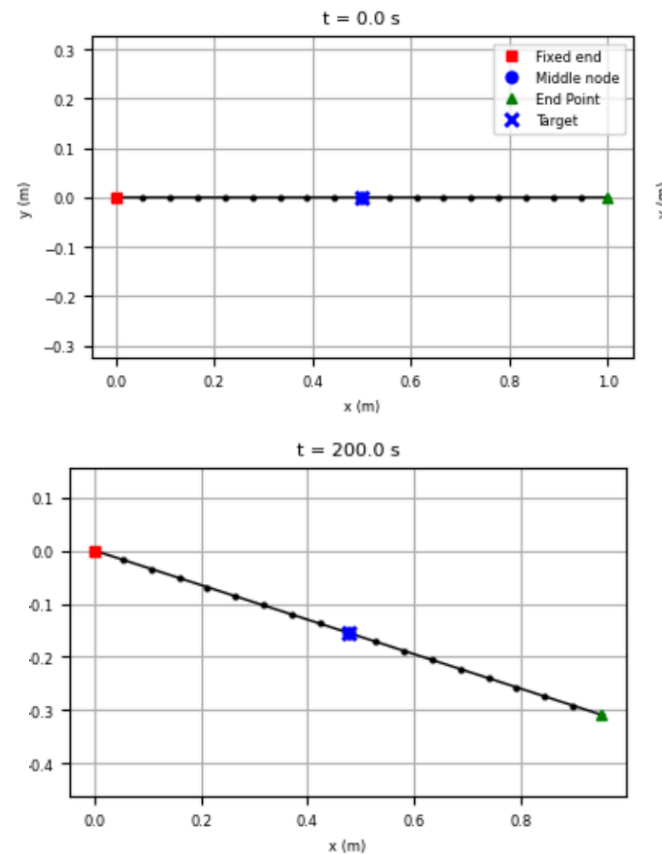 t = 0.0 s
0.3
0.2
0.1
0.0
−0.1
−0.2
−0.3
y (m)
Fixed end
Middle node
End Point
Target
0.0 0.2 0.4 0.6 0.8 1.0
x (m)
t = 200.0 s
0.1
0.0
-0.1
-0.2
-0.3
-0.4
0.0 0.2 0.4 0.6 0.8
x (m)